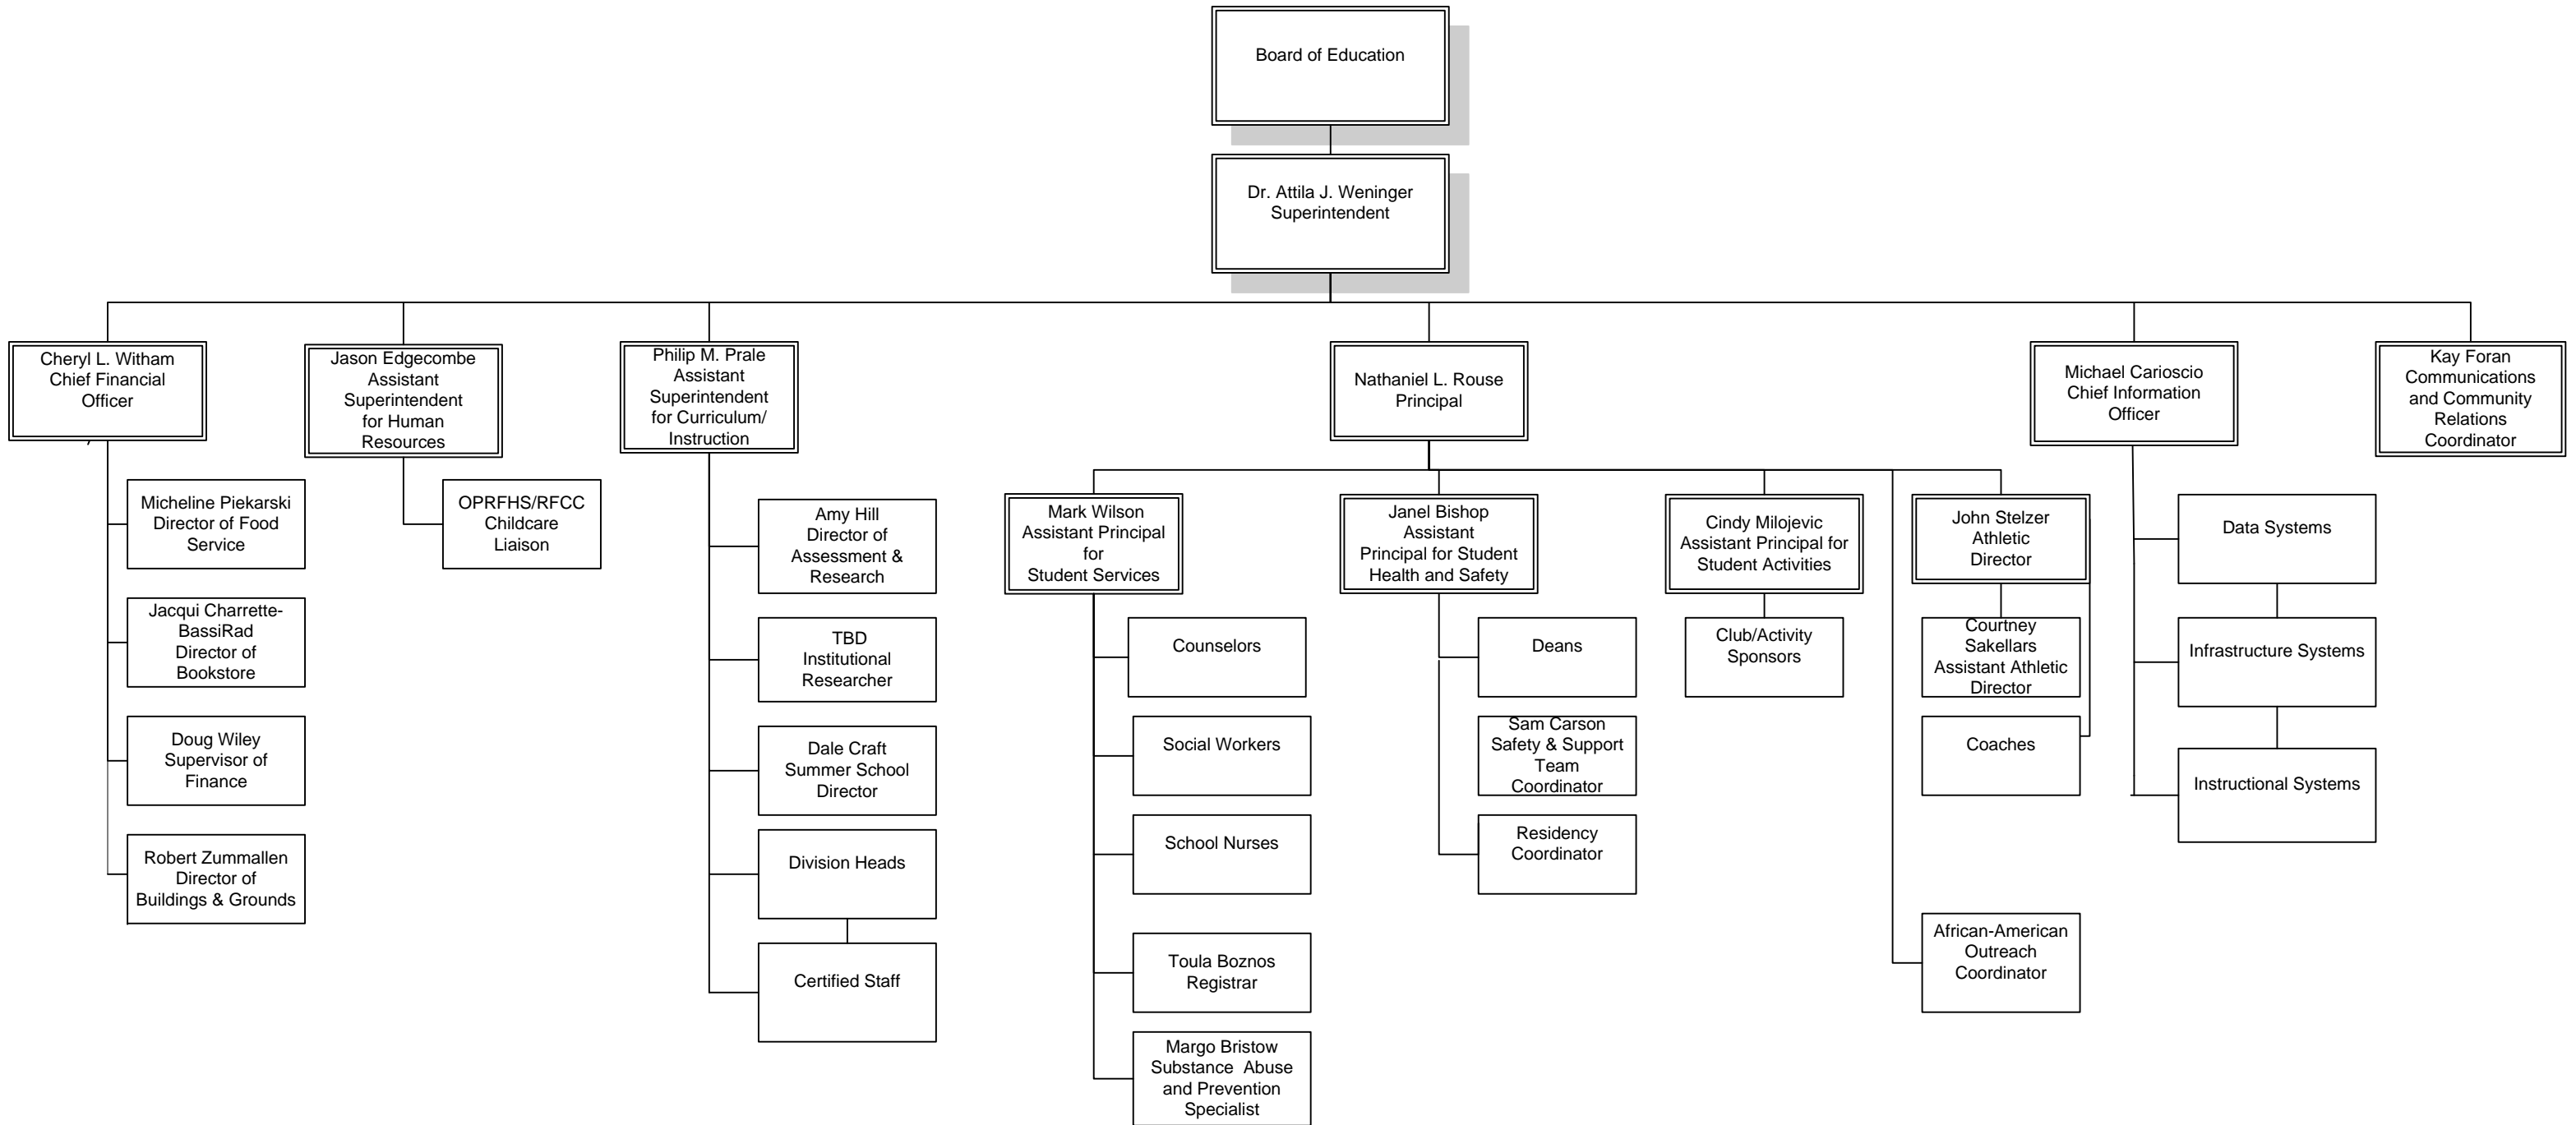 Board of Education
Dr. Attila J. Weninger
Superintendent
Cheryl L. Witham
Chief Financial
Officer
Jason Edgecombe
Assistant
Superintendent
for Human
Resources
Philip M. Prale
Assistant
Superintendent
for Curriculum/
Instruction
Nathaniel L. Rouse
Principal
Michael Carioscio
Chief Information
Officer
Kay Foran
Communications
and Community
Relations
Coordinator
Micheline Piekarski
Director of Food
Service
Jacqui Charrette-
BassiRad
Director of
Bookstore
Doug Wiley
Supervisor of
Finance
Robert Zummallen
Director of
Buildings & Grounds
OPRFHS/RFCC
Childcare
Liaison
Amy Hill
Director of
Assessment &
Research
TBD
Institutional
Researcher
Dale Craft
Summer School
Director
Division Heads
Certified Staff
Mark Wilson
Assistant Principal
for
Student Services
Counselors
Social Workers
School Nurses
Toula Boznos
Registrar
Margo Bristow
Substance  Abuse
and Prevention
Specialist
Janel Bishop
Assistant
Principal for Student
Health and Safety
Deans
Sam Carson
Safety & Support
Team
Coordinator
Residency
Coordinator
Cindy Milojevic
Assistant Principal for
Student Activities
Club/Activity
Sponsors
John Stelzer
Athletic
Director
Courtney
Sakellars
Assistant Athletic
Director
Coaches
African-American
Outreach
Coordinator
Data Systems
Infrastructure Systems
Instructional Systems